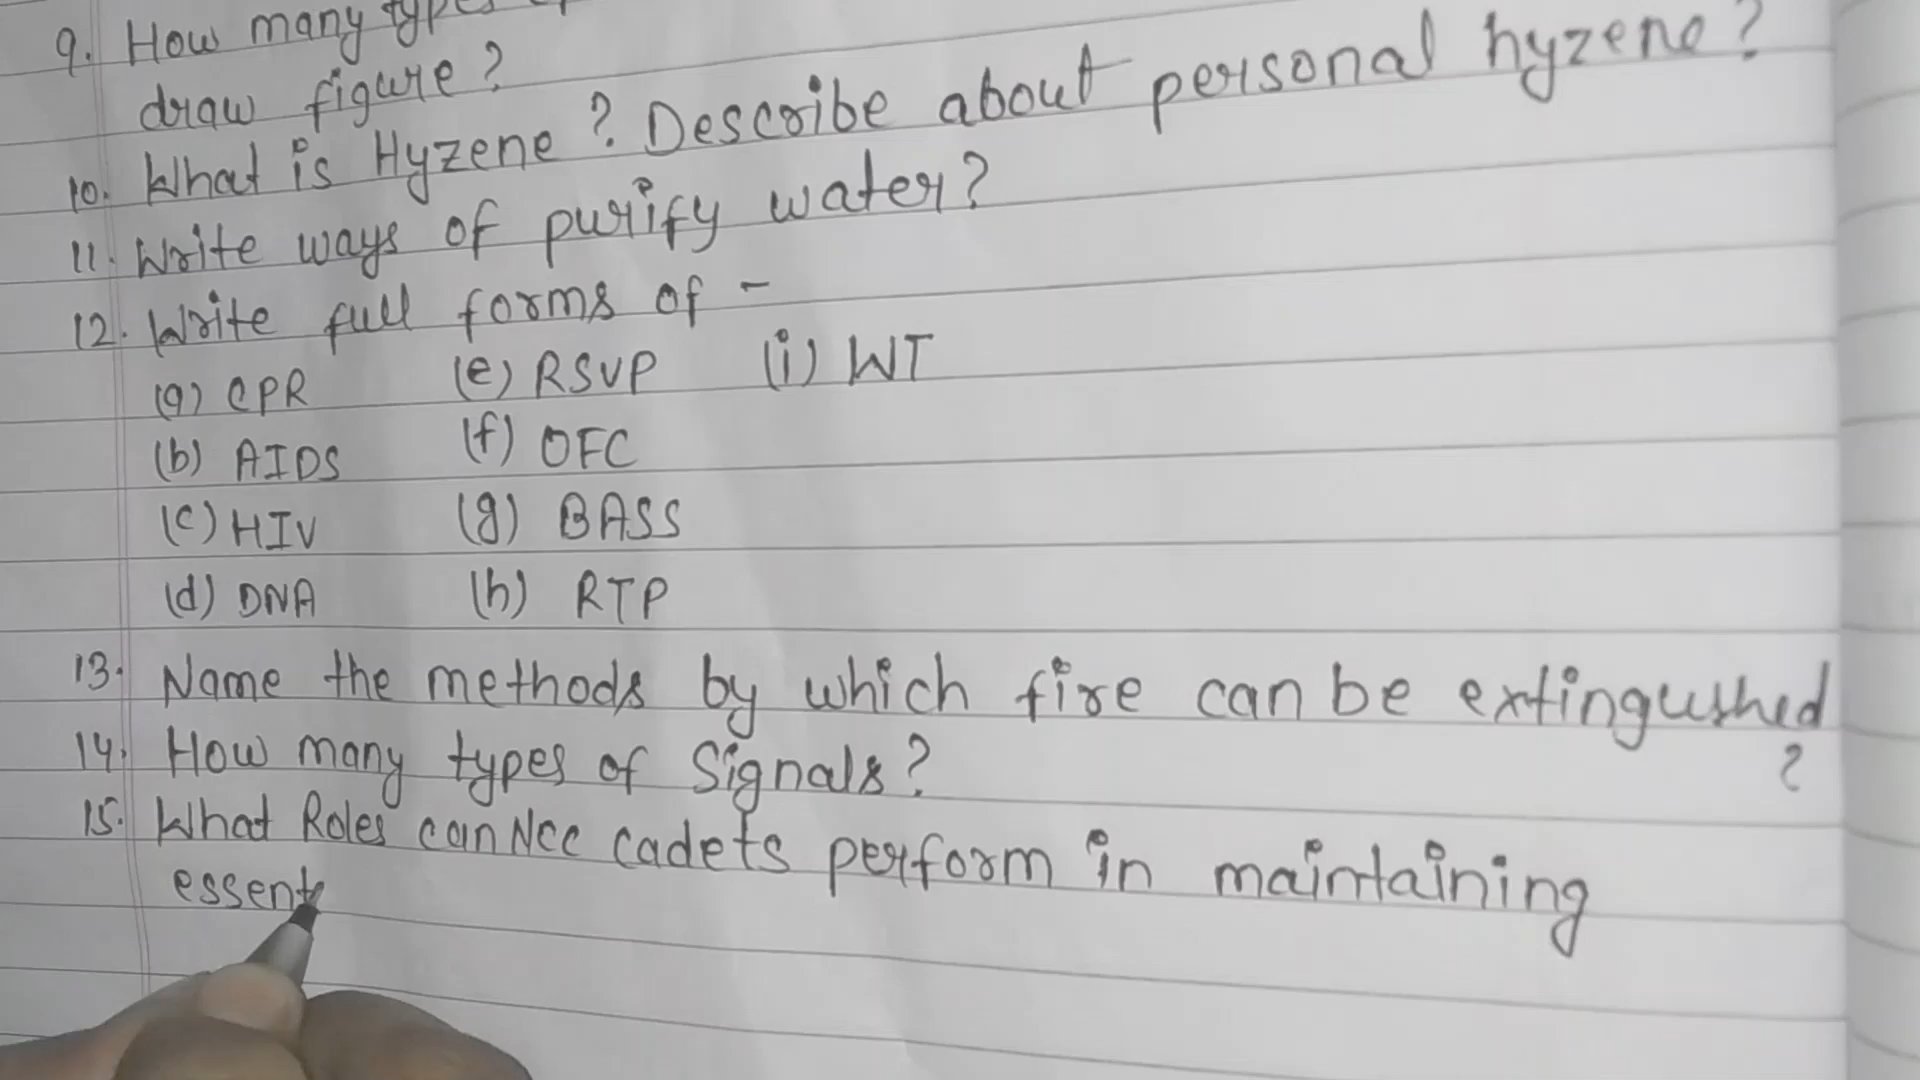 9. How many types
draw figure?
10. What is Hyzene? Describe about personal hyzene?
11. Write ways of purify water?
12. Write full forms of -
(a) CPR (e) RSVP (i) WT
(b) AIDS (f) OFC
(c) HIV (g) BASS
(d) DNA (h) RTP
13. Name the methods by which fire can be extingushed
?
14. How many types of Signals?
15. What Roles can NCC cadets perform in maintaining
essent